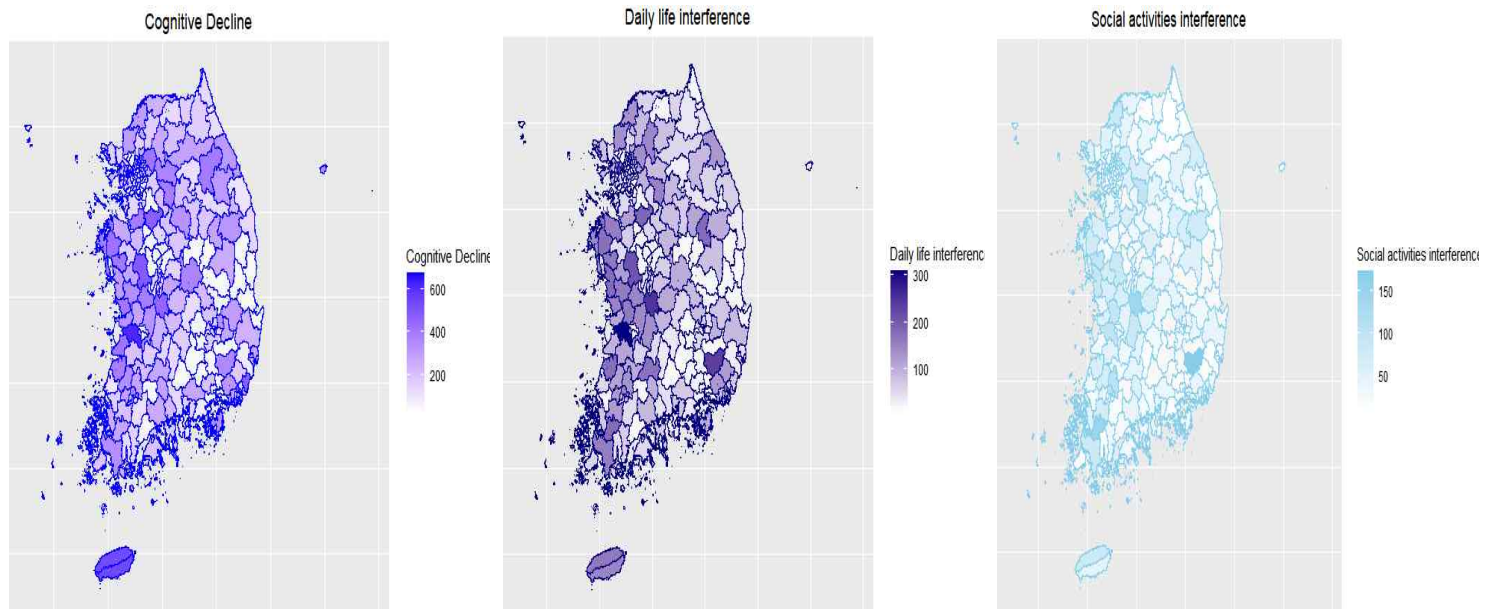 Cognitive Decline
Daily life interference
Social activities interference
Cognitive Decline
600
400
200
Daily life interferenc
300
200
100
Social activities interference
150
100
50